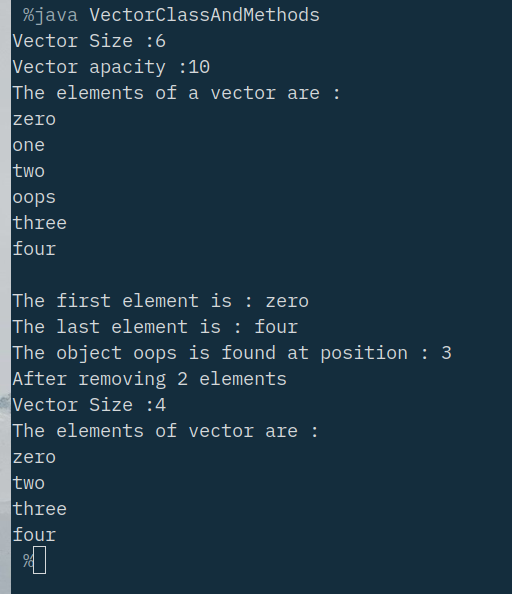 %java VectorClassAndMethods
Vector Size :6
Vector apacity :10
The elements of a vector are :
zero
one
two
oops
three
four
The first element is : zero
The last element is : four
The object oops is found at position : 3
After removing 2 elements
Vector Size :4
The elements of vector are :
zero
two
three
four
%